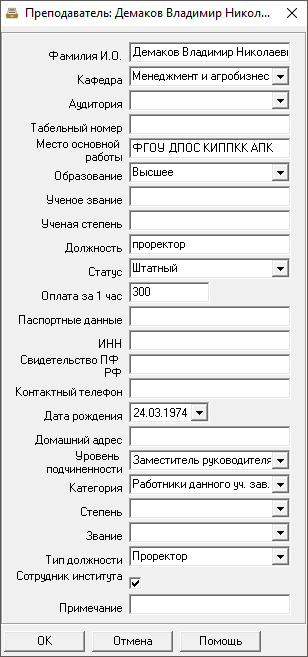 Преподаватель: Демаков Владимир Никол...
Фамилия И.О. Демаков Владимир Николаеви
Кафедра Менеджмент и агробизнес
Аудитория
Табельный номер
Место основной работы ФГОУ ДПОС КИППКК АПК
Образование Высшее
Ученое звание
Ученая степень
Должность проректор
Статус Штатный
Оплата за 1 час 300
Паспортные данные
ИНН
Свидетельство ПФ РФ
Контактный телефон
Дата рождения 24.03.1974
Домашний адрес
Уровень подчиненности Заместитель руководителя
Категория Работники данного уч. зав.
Степень
Звание
Тип должности Проректор
Сотрудник института
Примечание
OK Отмена Помощь